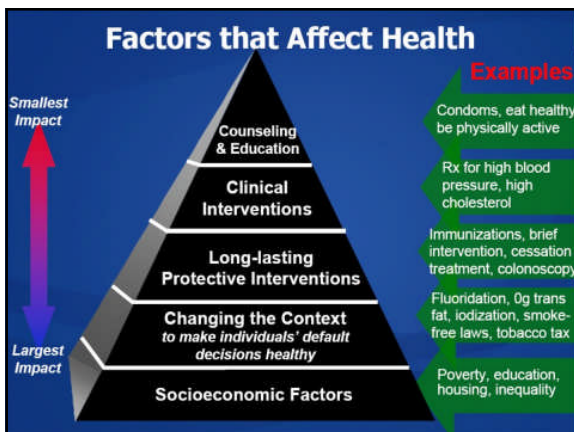 Factors that Affect Health
Examples
Smallest
Impact
Largest
Impact
Counseling
& Education
Condoms, eat healthy
be physically active
Clinical
Interventions
Rx for high blood
pressure, high
cholesterol
Long-lasting
Protective Interventions
Immunizations, brief
intervention, cessation
treatment, colonoscopy
Changing the Context
to make individuals' default
decisions healthy
Fluoridation, 0g trans
fat, iodization, smoke-
free laws, tobacco tax
Socioeconomic Factors
Poverty, education,
housing, inequality